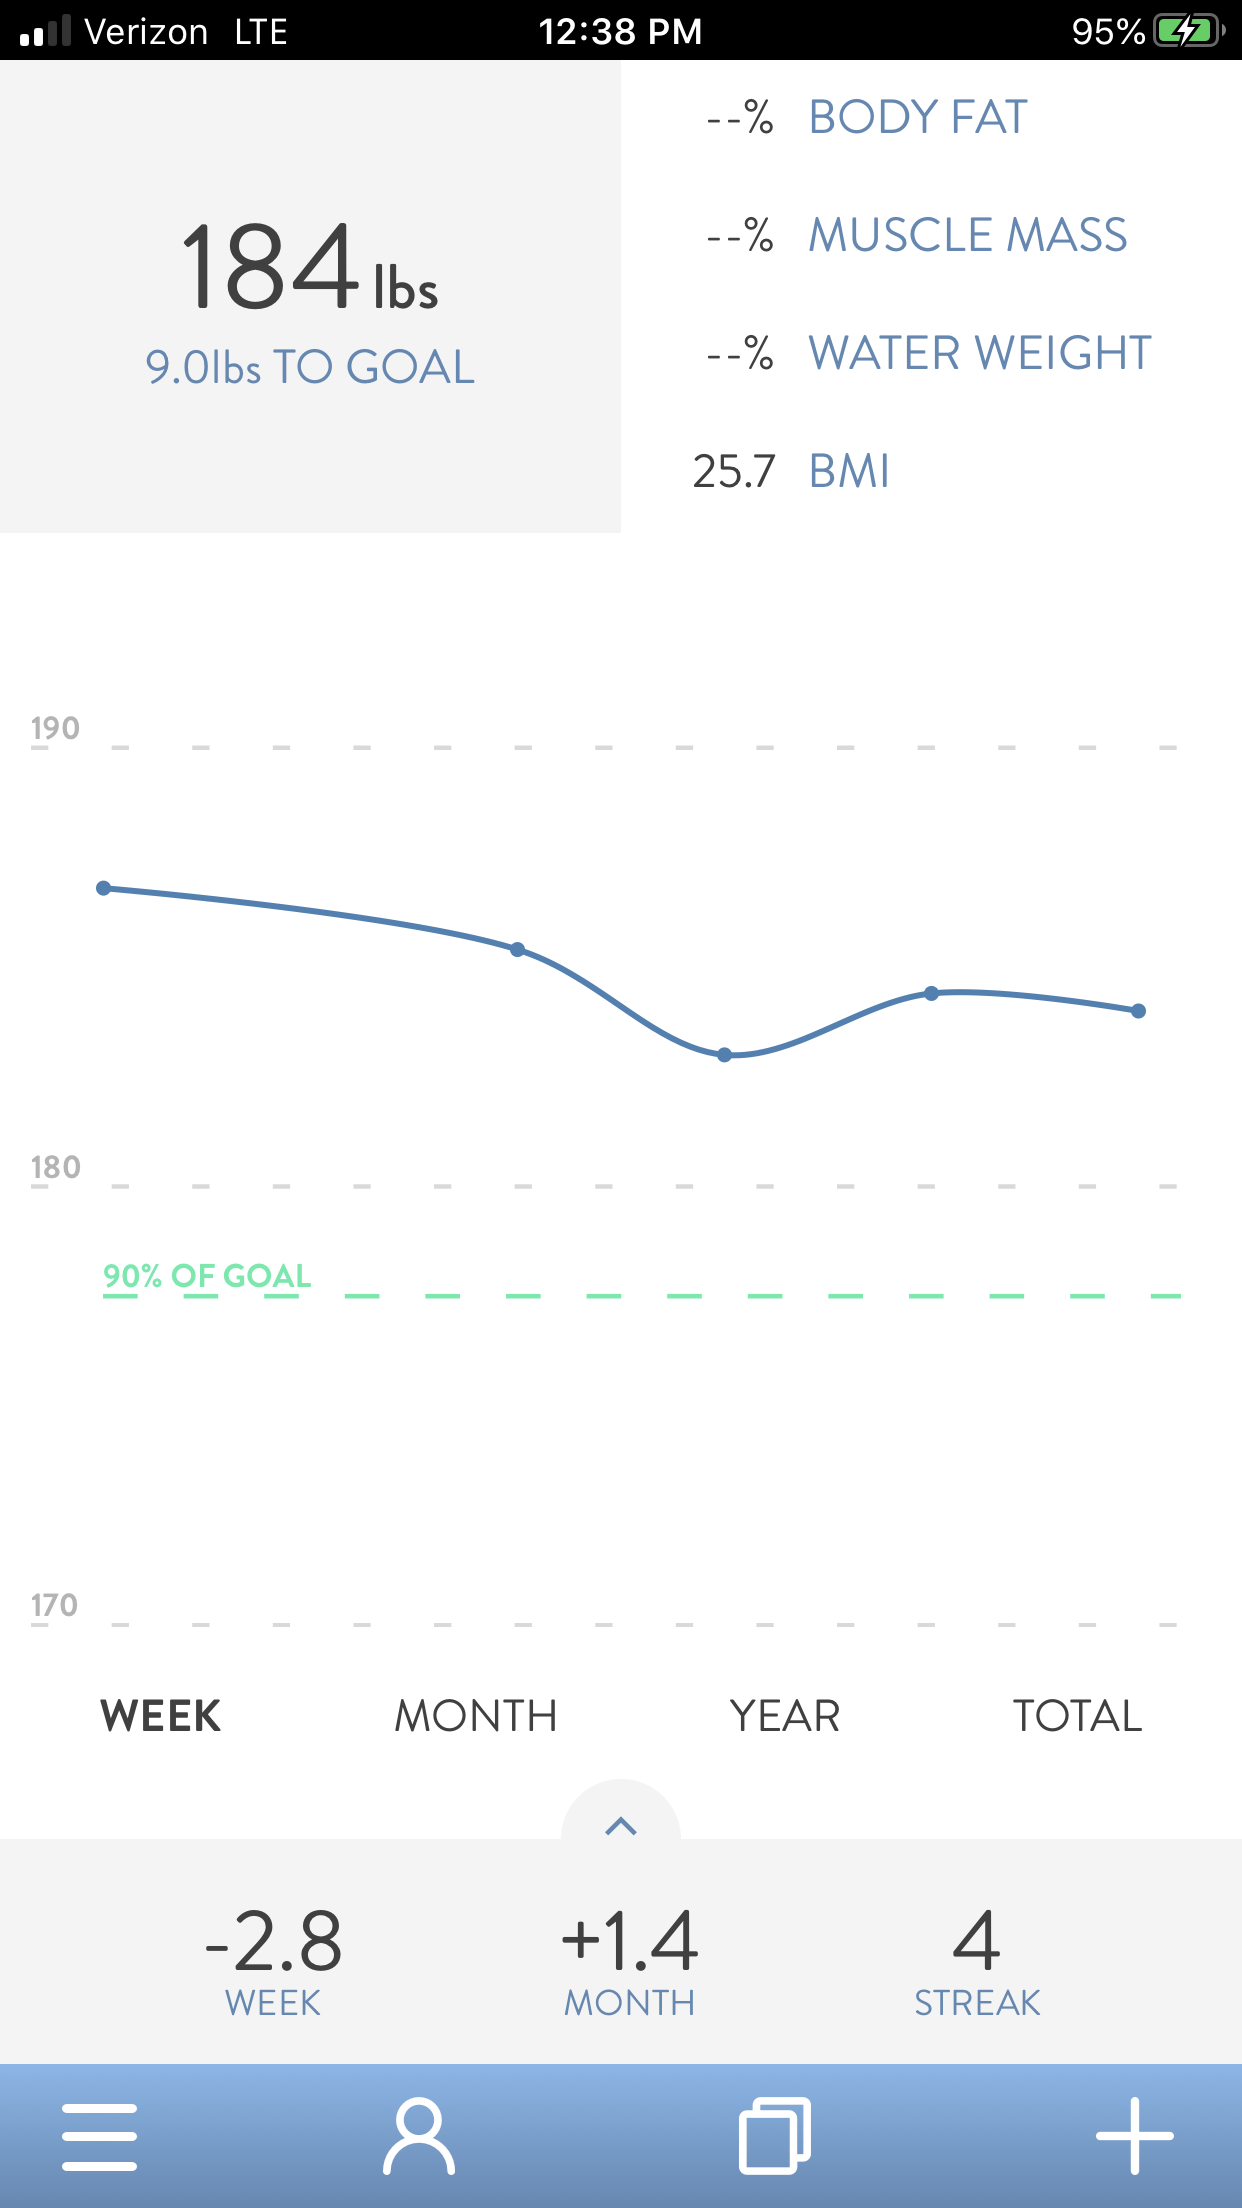 Verizon LTE 12:38 PM 95%
184 lbs
9.0lbs TO GOAL
--% BODY FAT
--% MUSCLE MASS
--% WATER WEIGHT
25.7 BMI
190
180
90% OF GOAL
170
WEEK MONTH YEAR TOTAL
-2.8 +1.4 4
WEEK MONTH STREAK